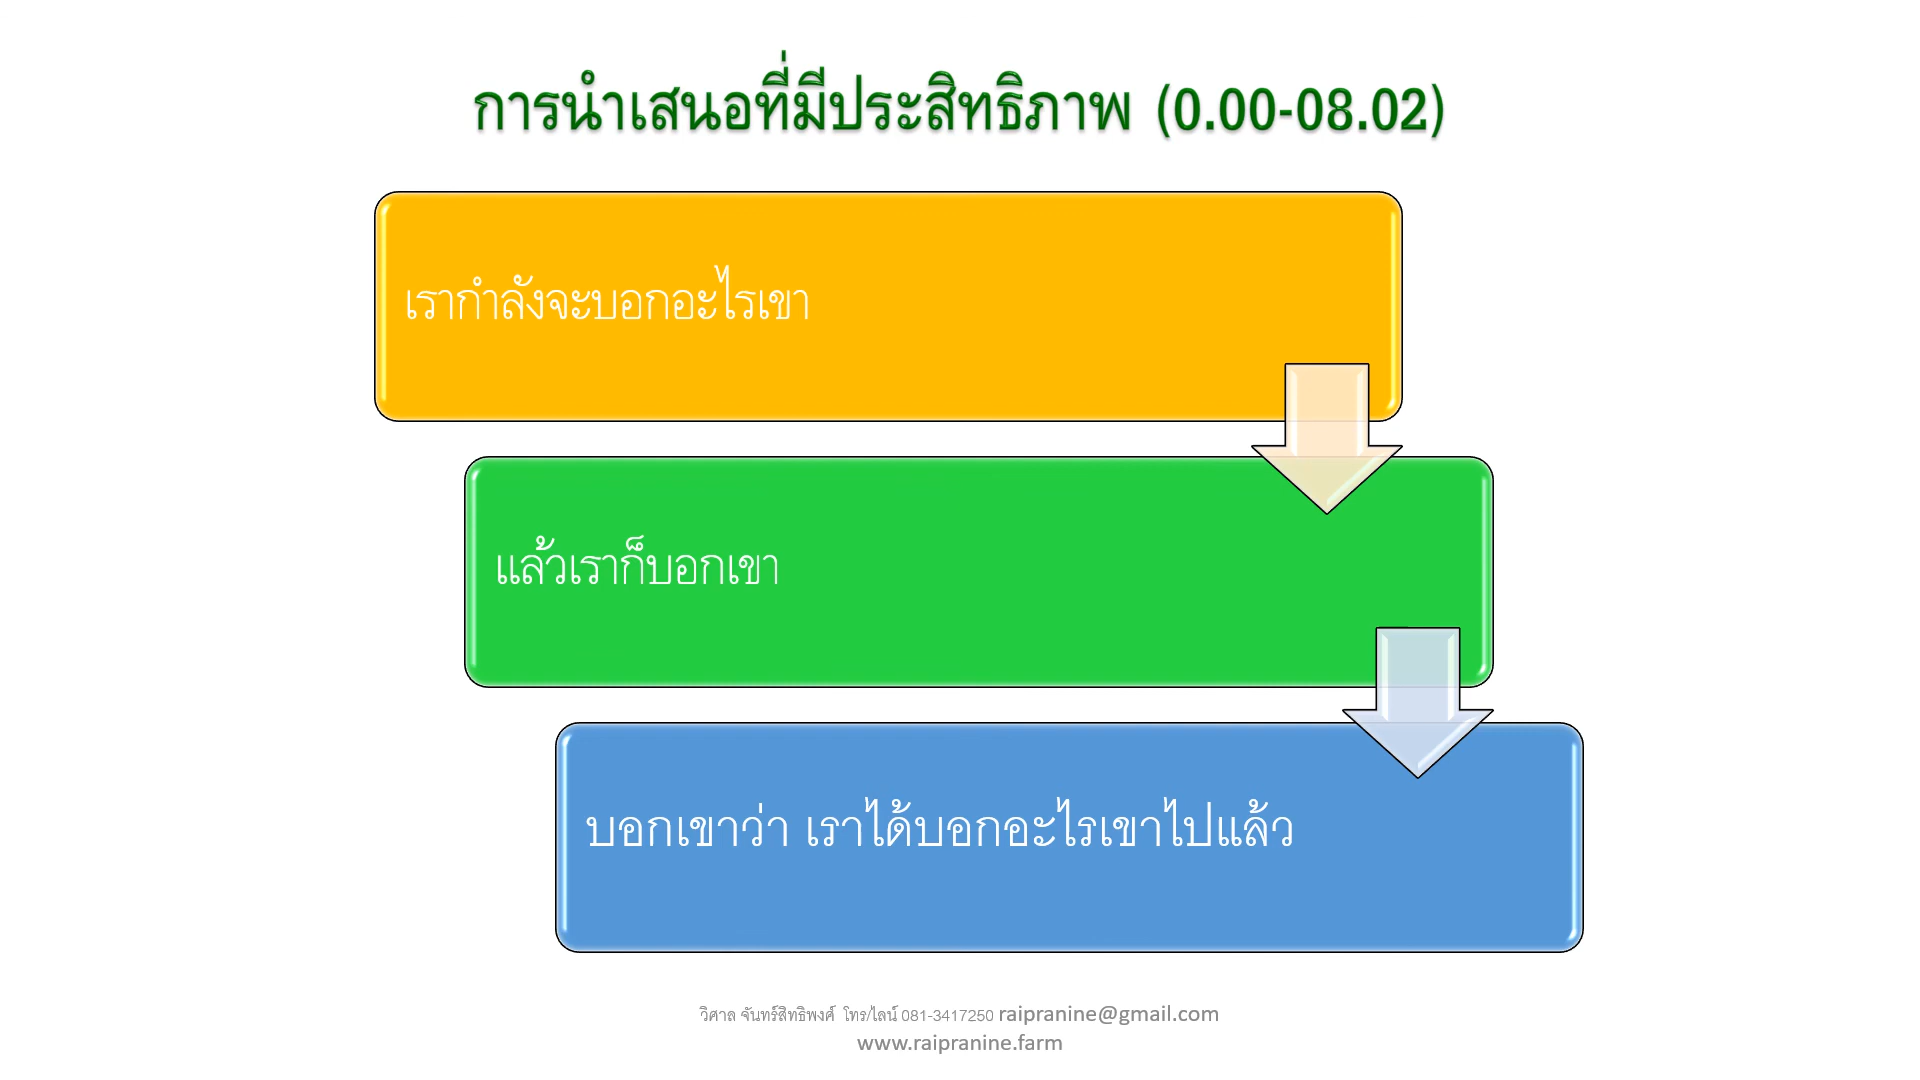 การนำเสนอที่มีประสิทธิภาพ (0.00-08.02)
เรากำลังจะบอกอะไรเขา
แล้วเราก็บอกเขา
บอกเขาว่า เราได้บอกอะไรเขาไปแล้ว
วิศาล จันทร์สิทธิพงศ์ โทร/ไลน์ 081-3417250 raipranine@gmail.com
www.raipranine.farm